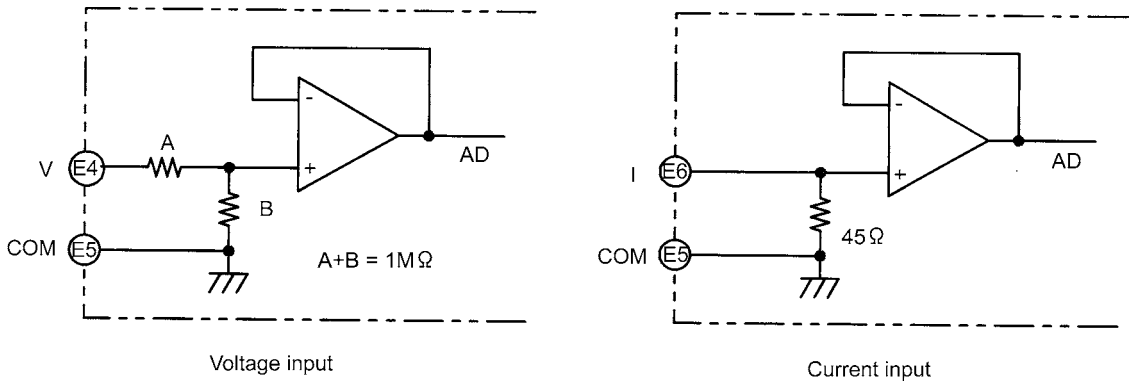 A
V
E4
-
+
AD
B
COM
E5
A+B = 1MΩ
Voltage input
I
E6
-
+
AD
45Ω
COM
E5
Current input